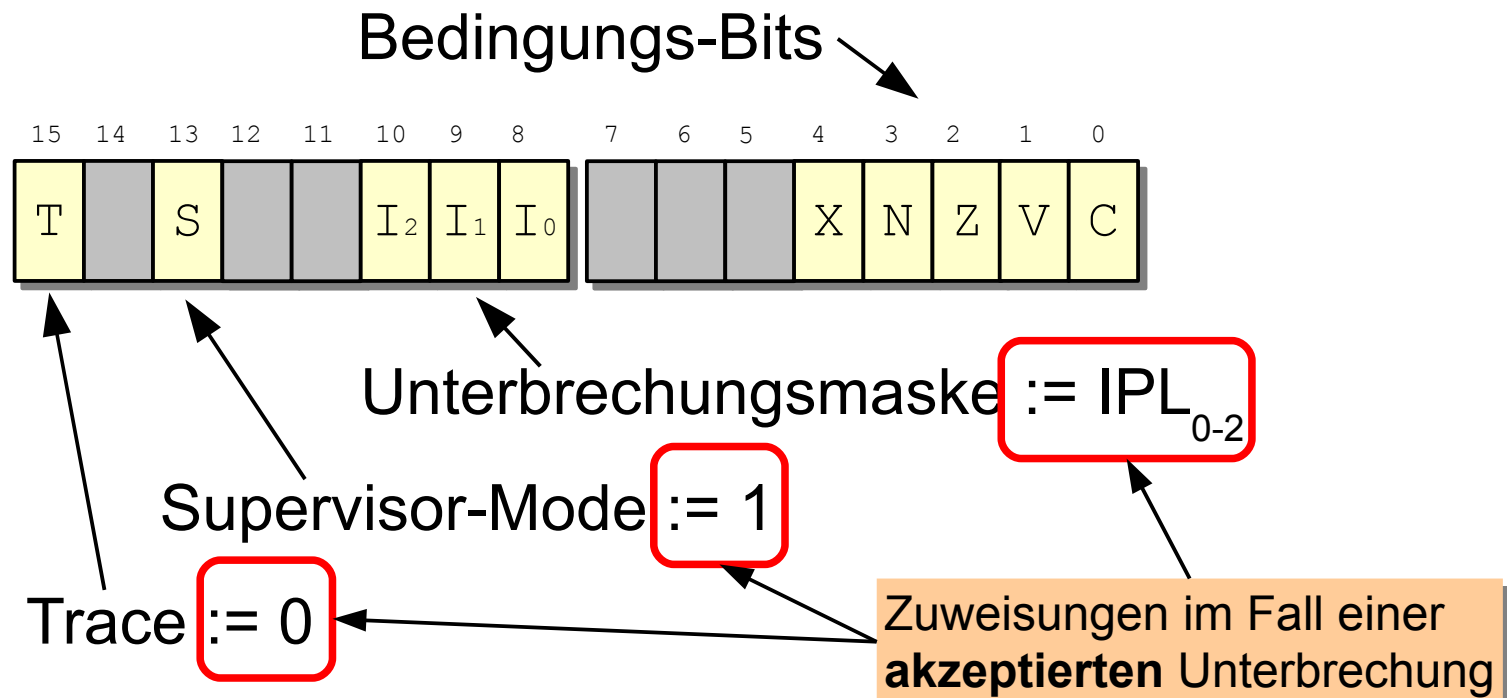 Bedingungs-Bits
15 14 13 12 11 10 9 8 7 6 5 4 3 2 1 0
T S I₂ I₁ I₀ X N Z V C
Unterbrechungsmaske := IPL₀₋₂
Supervisor-Mode := 1
Trace := 0
Zuweisungen im Fall einer
akzeptierten Unterbrechung